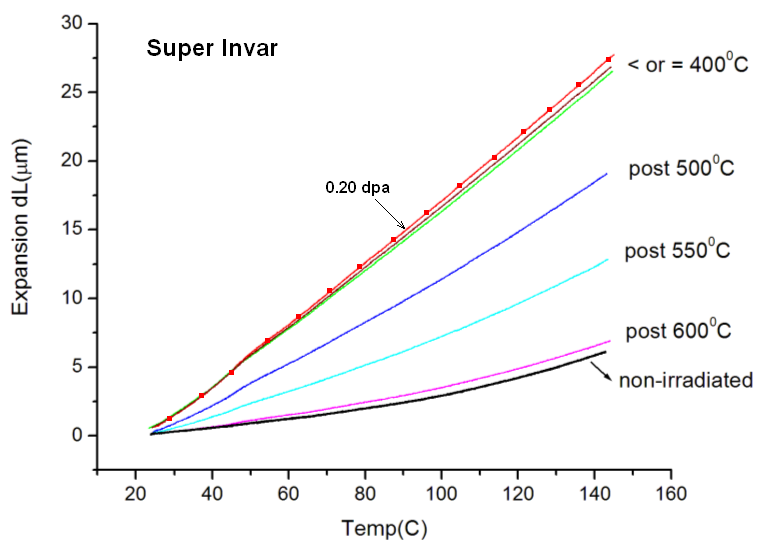 Super Invar
30
25
20
15
10
5
0
Expansion dL(μm)
20
40
60
80
100
120
140
160
Temp(C)
0.20 dpa
< or = 400⁰C
post 500⁰C
post 550⁰C
post 600⁰C
non-irradiated